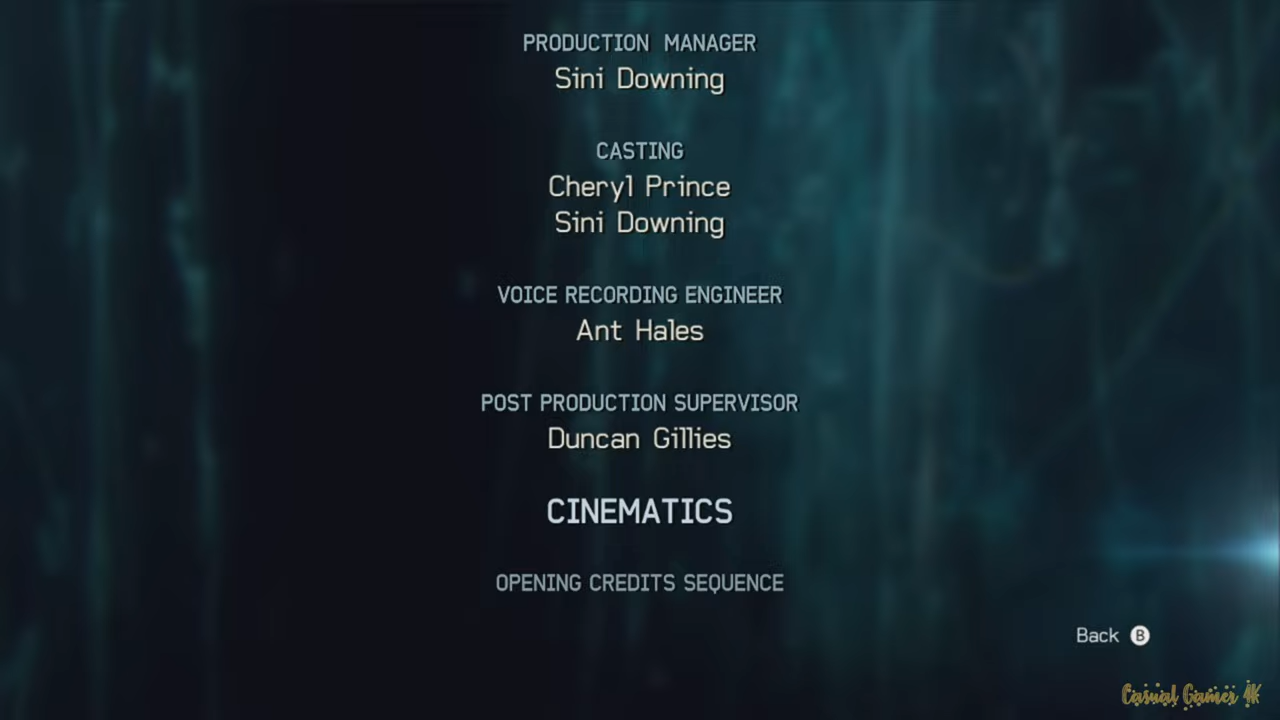 PRODUCTION MANAGER
Sini Downing
CASTING
Cheryl Prince
Sini Downing
VOICE RECORDING ENGINEER
Ant Hales
POST PRODUCTION SUPERVISOR
Duncan Gillies
CINEMATICS
OPENING CREDITS SEQUENCE
Back B
Casual Gamer 4K